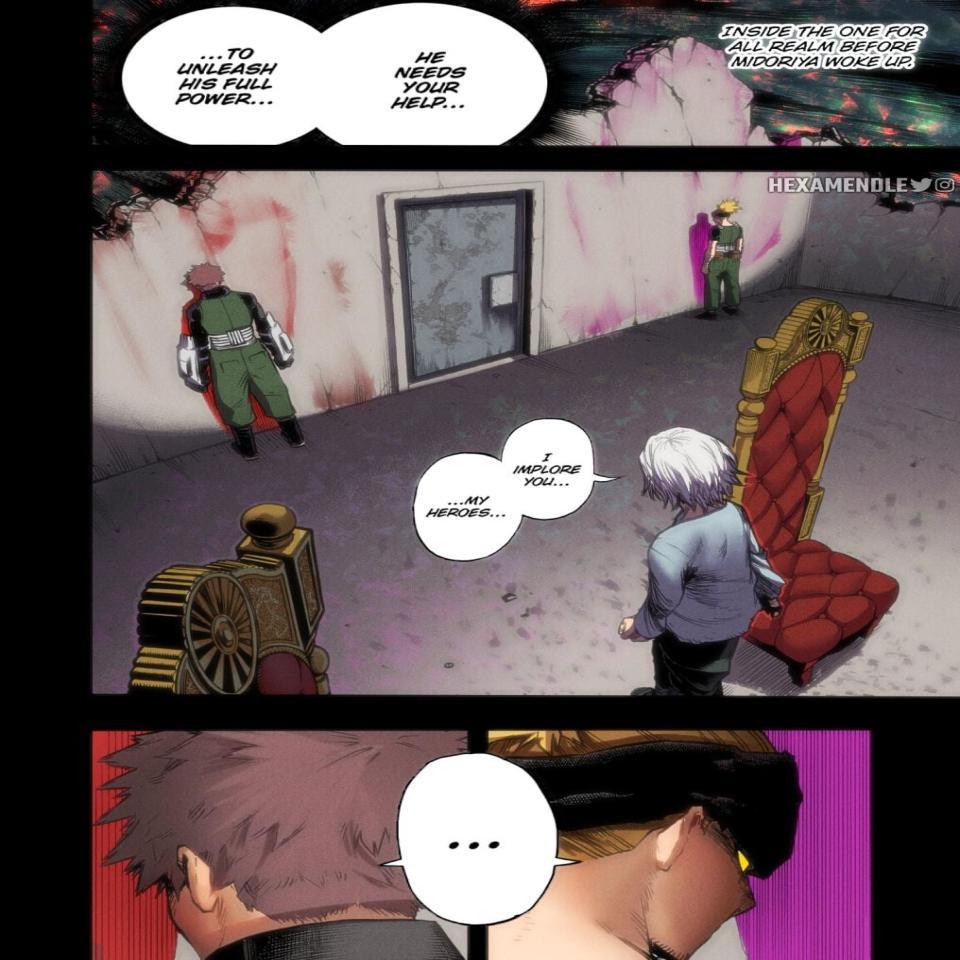 INSIDE THE ONE FOR
ALL REALM BEFORE
MIDORIYA WOKE UP.
HE
NEEDS
YOUR
HELP...
...TO
UNLEASH
HIS FULL
POWER...
HEXAMENDLE
I
IMPLORE
YOU...
...MY
HEROES...
...